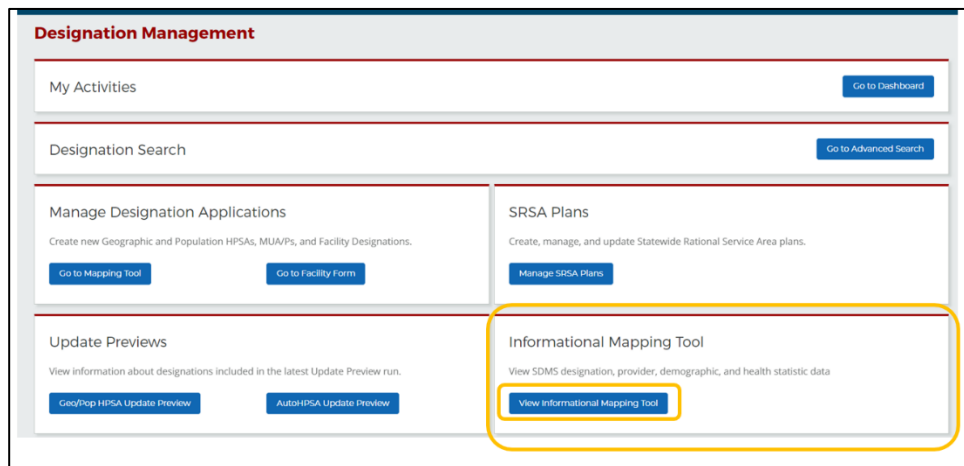 Designation Management
My Activities
Go to Dashboard
Designation Search
Go to Advanced Search
Manage Designation Applications
Create new Geographic and Population HPSAs, MUA/Ps, and Facility Designations.
Go to Mapping Tool
Go to Facility Form
SRSA Plans
Create, manage, and update Statewide Rational Service Area plans.
Manage SRSA Plans
Update Previews
View information about designations included in the latest Update Preview run.
Geo/Pop HPSA Update Preview
AutoHPSA Update Preview
Informational Mapping Tool
View SDMS designation, provider, demographic, and health statistic data
View Informational Mapping Tool